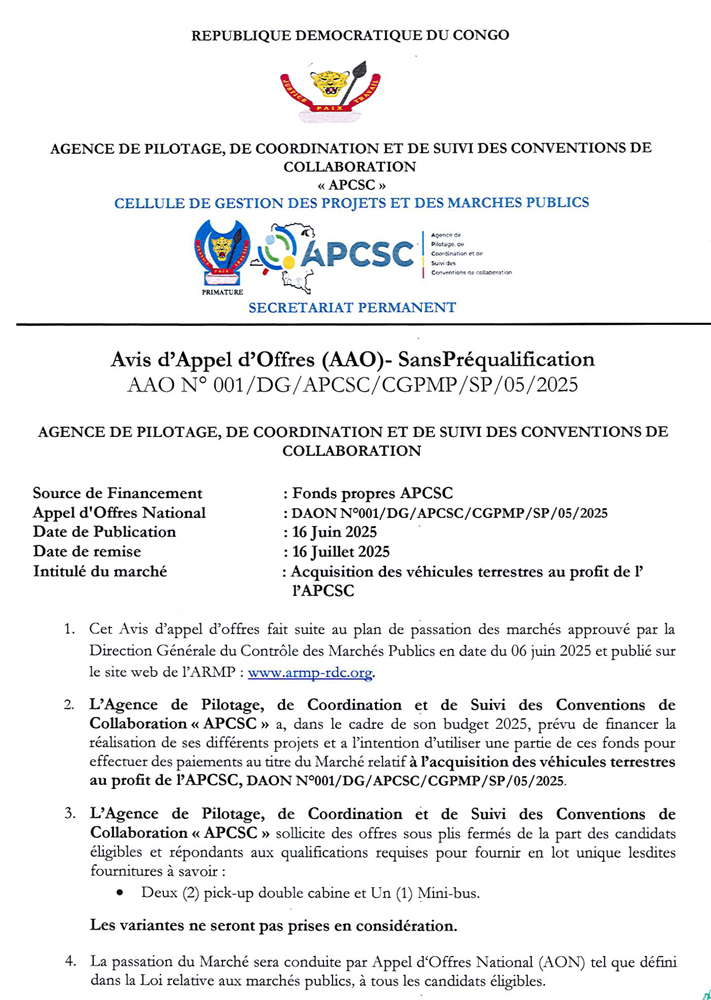 REPUBLIQUE DEMOCRATIQUE DU CONGO
JUSTICE PAIX TRAVAIL
AGENCE DE PILOTAGE, DE COORDINATION ET DE SUIVI DES CONVENTIONS DE
COLLABORATION
« APCSC »
CELLULE DE GESTION DES PROJETS ET DES MARCHES PUBLICS
PAIX
PRIMATURE
APCSC
Agence de
Pilotage, de
Coordination et de
Suivi des
Conventions de collaboration
SECRETARIAT PERMANENT
Avis d’Appel d’Offres (AAO)- SansPréqualification
AAO N° 001/DG/APCSC/CGPMP/SP/05/2025
AGENCE DE PILOTAGE, DE COORDINATION ET DE SUIVI DES CONVENTIONS DE
COLLABORATION
Source de Financement : Fonds propres APCSC
Appel d'Offres National : DAON N°001/DG/APCSC/CGPMP/SP/05/2025
Date de Publication : 16 Juin 2025
Date de remise : 16 Juillet 2025
Intitulé du marché : Acquisition des véhicules terrestres au profit de l’
l’APCSC
1. Cet Avis d’appel d’offres fait suite au plan de passation des marchés approuvé par la
Direction Générale du Contrôle des Marchés Publics en date du 06 juin 2025 et publié sur
le site web de l’ARMP : www.armp-rdc.org.
2. L’Agence de Pilotage, de Coordination et de Suivi des Conventions de
Collaboration « APCSC » a, dans le cadre de son budget 2025, prévu de financer la
réalisation de ses différents projets et a l’intention d’utiliser une partie de ces fonds pour
effectuer des paiements au titre du Marché relatif à l’acquisition des véhicules terrestres
au profit de l’APCSC, DAON N°001/DG/APCSC/CGPMP/SP/05/2025.
3. L’Agence de Pilotage, de Coordination et de Suivi des Conventions de
Collaboration « APCSC » sollicite des offres sous plis fermés de la part des candidats
éligibles et répondants aux qualifications requises pour fournir en lot unique lesdites
fournitures à savoir :
• Deux (2) pick-up double cabine et Un (1) Mini-bus.
Les variantes ne seront pas prises en considération.
4. La passation du Marché sera conduite par Appel d‘Offres National (AON) tel que défini
dans la Loi relative aux marchés publics, à tous les candidats éligibles.